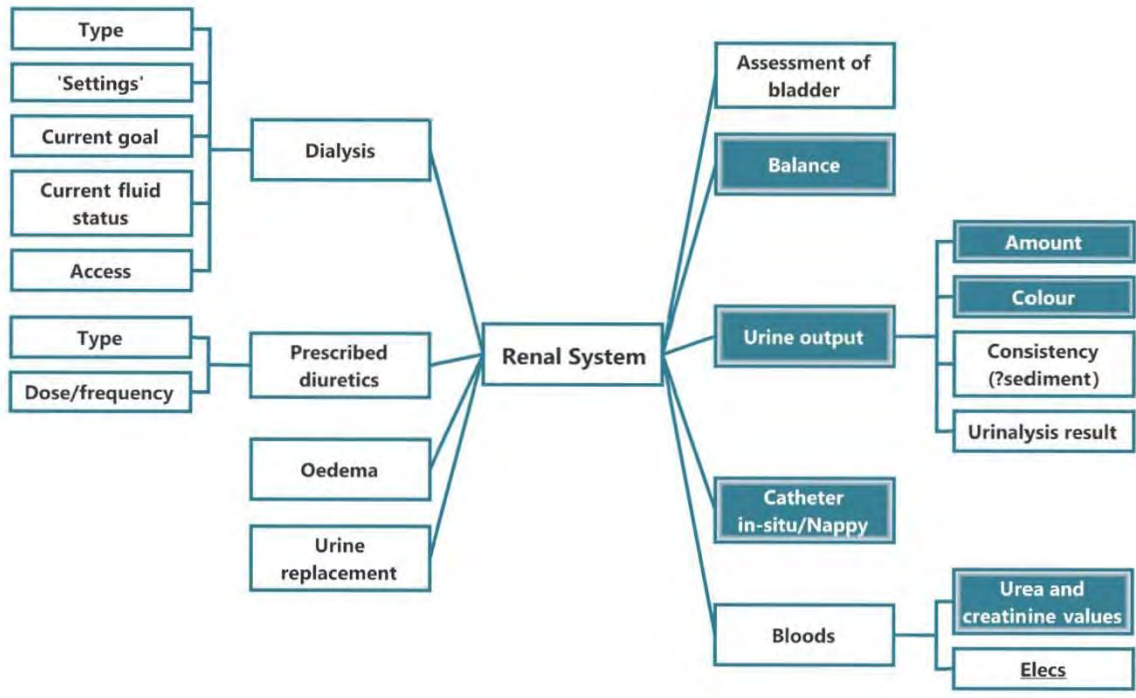 Type
'Settings'
Current goal
Current fluid
status
Access
Dialysis
Type
Dose/frequency
Prescribed
diuretics
Oedema
Urine
replacement
Renal System
Assessment of
bladder
Balance
Urine output
Amount
Colour
Consistency
(?sediment)
Urinalysis result
Catheter
in-situ/Nappy
Bloods
Urea and
creatinine values
Elecs